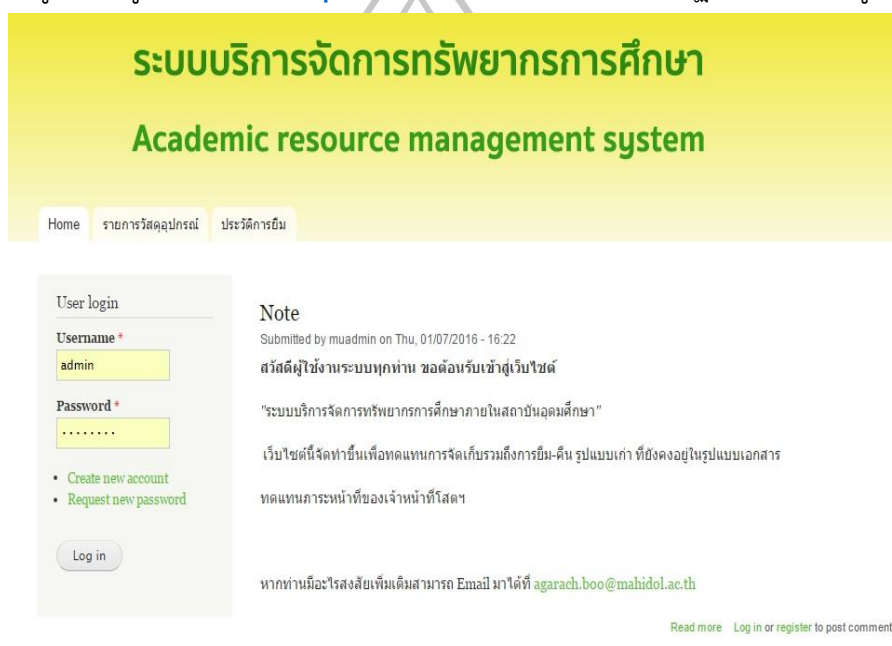 ระบบบริการจัดการทรัพยากรการศึกษา
Academic resource management system
Home รายการวัสดุอุปกรณ์ ประวัติการยืม
User login
Username *
admin
Password *
........
• Create new account
• Request new password
Log in
Note
Submitted by muadmin on Thu, 01/07/2016 - 16:22
สวัสดีผู้ใช้งานระบบทุกท่าน ขอต้อนรับเข้าสู่เว็บไซต์
"ระบบบริการจัดการทรัพยากรการศึกษาภายในสถาบันอุดมศึกษา"
เว็บไซต์นี้จัดทำขึ้นเพื่อทดแทนการจัดเก็บรวมถึงการยืม-คืน รูปแบบเก่า ที่ยังคงอยู่ในรูปแบบเอกสาร
ทดแทนภาระหน้าที่ของเจ้าหน้าที่โสตฯ
หากท่านมีอะไรสงสัยเพิ่มเติมสามารถ Email มาได้ที่ agarach.boo@mahidol.ac.th
Read more Log in or register to post comment